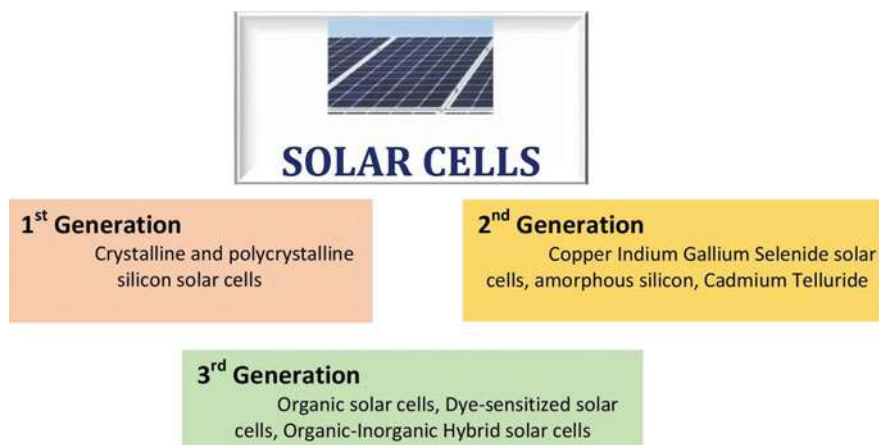 SOLAR CELLS
1st Generation
Crystalline and polycrystalline
silicon solar cells
2nd Generation
Copper Indium Gallium Selenide solar
cells, amorphous silicon, Cadmium Telluride
3rd Generation
Organic solar cells, Dye-sensitized solar
cells, Organic-Inorganic Hybrid solar cells